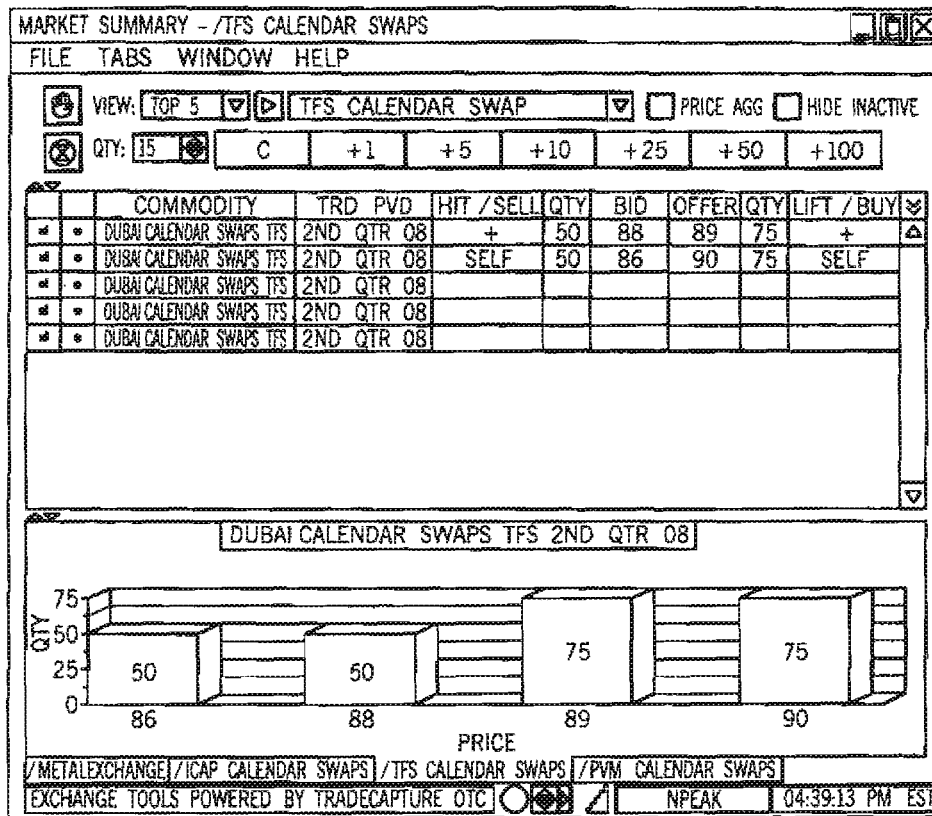 MARKET SUMMARY - /TFS CALENDAR SWAPS
FILE TABS WINDOW HELP
VIEW: TOP 5 TFS CALENDAR SWAP PRICE AGG HIDE INACTIVE
QTY: 15 C +1 +5 +10 +25 +50 +100
COMMODITY TRD PVD HIT / SELL QTY BID OFFER QTY LIFT / BUY
DUBAI CALENDAR SWAPS TFS 2ND QTR 08 + 50 88 89 75 +
DUBAI CALENDAR SWAPS TFS 2ND QTR 08 SELF 50 86 90 75 SELF
DUBAI CALENDAR SWAPS TFS 2ND QTR 08
DUBAI CALENDAR SWAPS TFS 2ND QTR 08
DUBAI CALENDAR SWAPS TFS 2ND QTR 08
DUBAI CALENDAR SWAPS TFS 2ND QTR 08
QTY
75
50
25
0
50 50 75 75
86 88 89 90
PRICE
/METALEXCHANGE /ICAP CALENDAR SWAPS /TFS CALENDAR SWAPS /PVM CALENDAR SWAPS
EXCHANGE TOOLS POWERED BY TRADECAPTURE OTC NPEAK 04:39:13 PM EST